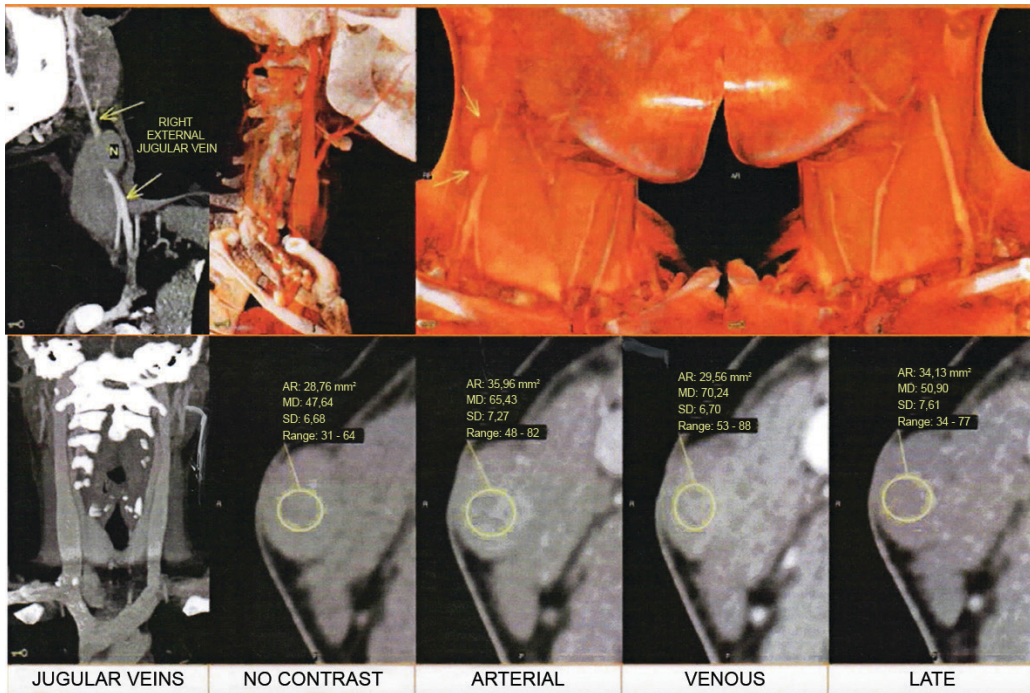 RIGHT
EXTERNAL
JUGULAR VEIN
N
AR
AR: 28,76 mm²
MD: 47,64
SD: 6,68
Range: 31 - 64
AR: 35,96 mm²
MD: 65,43
SD: 7,27
Range: 48 - 82
AR: 29,56 mm²
MD: 70,24
SD: 6,70
Range: 53 - 88
AR: 34,13 mm²
MD: 50,90
SD: 7,61
Range: 34 - 77
JUGULAR VEINS
NO CONTRAST
ARTERIAL
VENOUS
LATE